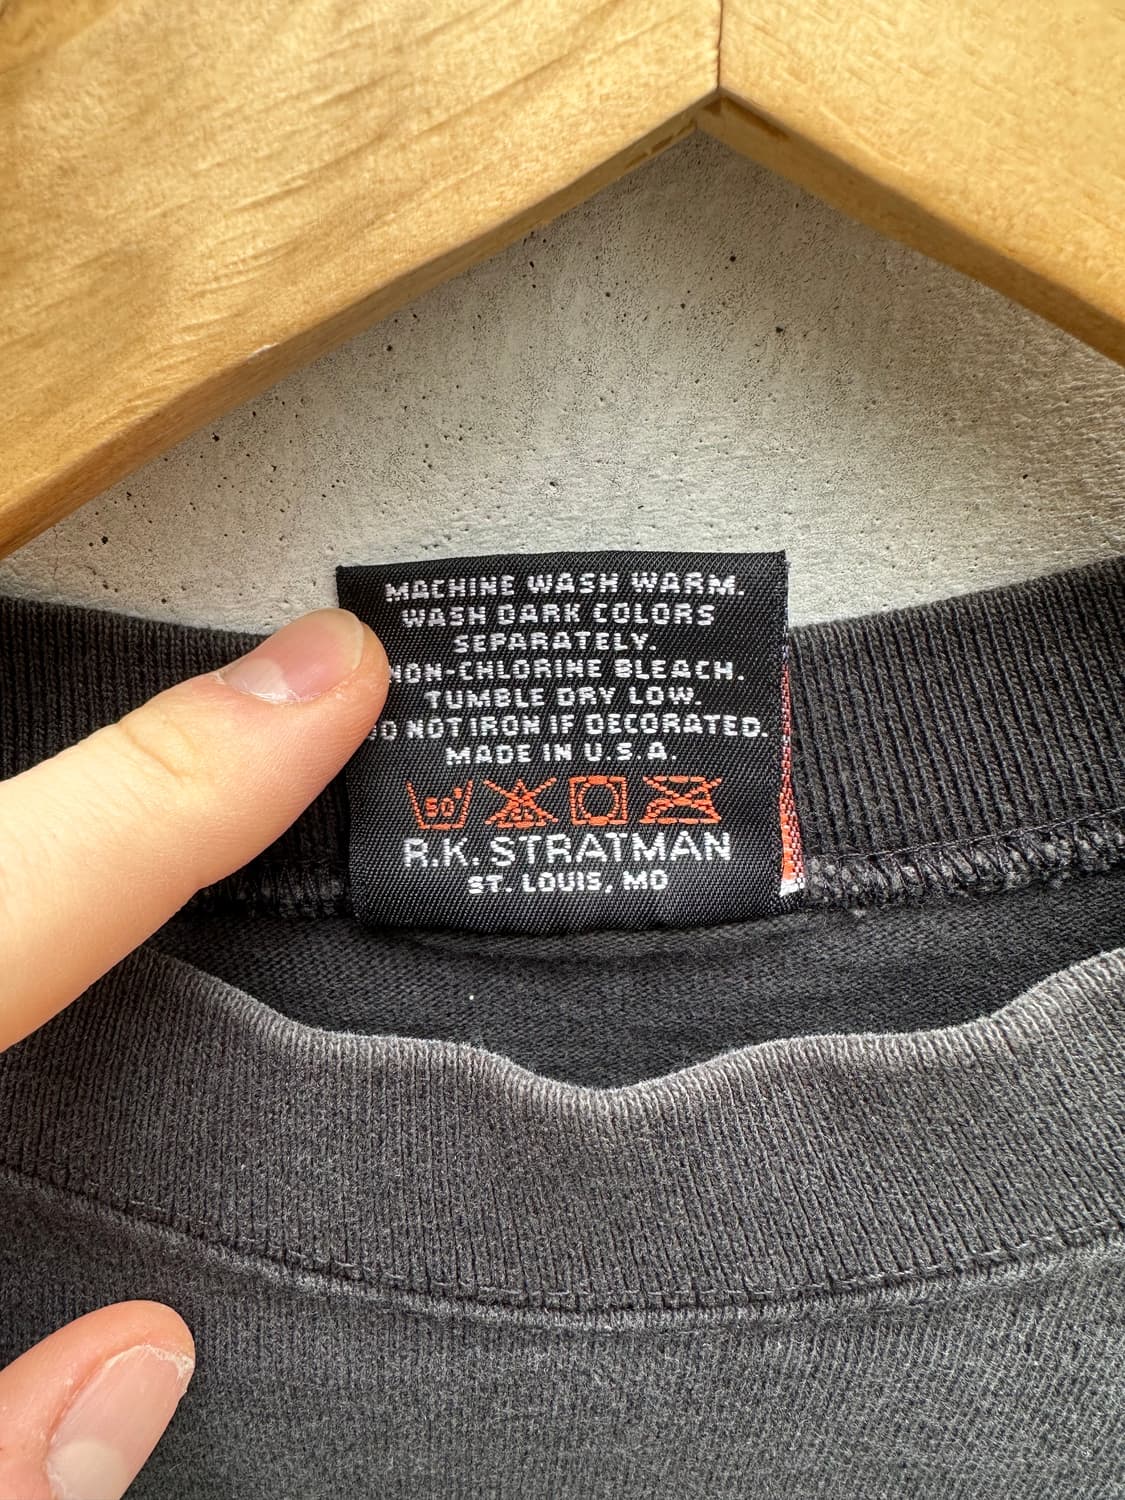 MACHINE WASH WARM.
WASH DARK COLORS
SEPARATELY.
NON-CHLORINE BLEACH.
TUMBLE DRY LOW.
DO NOT IRON IF DECORATED.
MADE IN U.S.A.
50°
R.K. STRATMAN
ST. LOUIS, MO